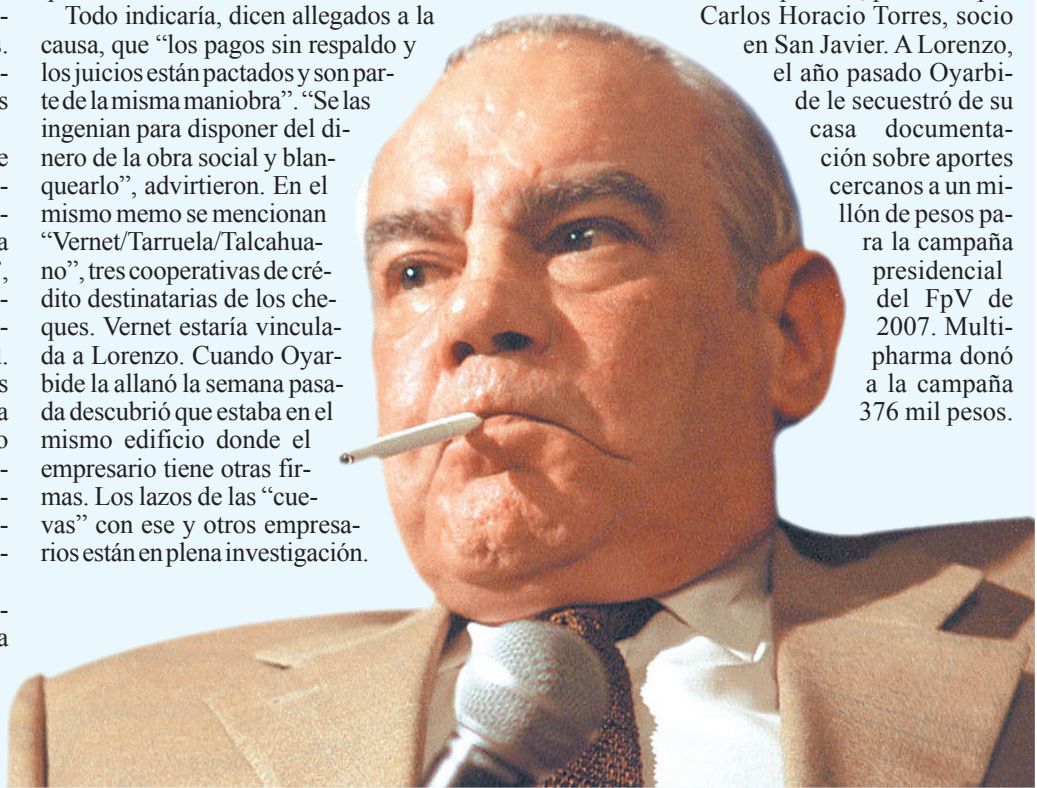 Todo indicaría, dicen allegados a la
causa, que “los pagos sin respaldo y
los juicios están pactados y son par-
te de la misma maniobra”. “Se las
ingenian para disponer del di-
nero de la obra social y blan-
quearlo”, advirtieron. En el
mismo memo se mencionan
“Vernet/Tarruela/Talcahua-
no”, tres cooperativas de cré-
dito destinatarias de los che-
ques. Vernet estaría vincula-
da a Lorenzo. Cuando Oyar-
bide la allanó la semana pasa-
da descubrió que estaba en el
mismo edificio donde el
empresario tiene otras fir-
mas. Los lazos de las “cue-
vas” con ese y otros empresa-
rios están en plena investigación.
Carlos Horacio Torres, socio
en San Javier. A Lorenzo,
el año pasado Oyarbi-
de le secuestró de su
casa documenta-
ción sobre aportes
cercanos a un mi-
llón de pesos pa-
ra la campaña
presidencial
del FpV de
2007. Multi-
pharma donó
a la campaña
376 mil pesos.